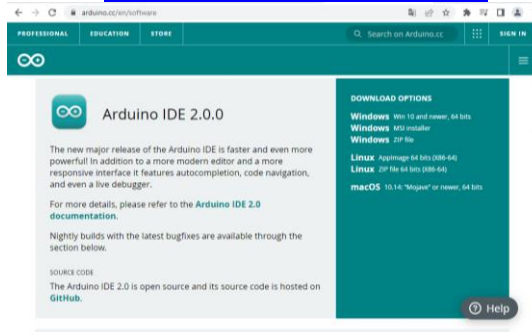 arduino.cc/en/software
PROFESSIONAL EDUCATION STORE
Search on Arduino.cc
SIGN IN
Arduino IDE 2.0.0
The new major release of the Arduino IDE is faster and even more
powerful! In addition to a more modern editor and a more
responsive interface it features autocompletion, code navigation,
and even a live debugger.
For more details, please refer to the Arduino IDE 2.0
documentation.
Nightly builds with the latest bugfixes are available through the
section below.
SOURCE CODE
The Arduino IDE 2.0 is open source and its source code is hosted on
GitHub.
DOWNLOAD OPTIONS
Windows Win 10 and newer, 64 bits
Windows MSI installer
Windows ZIP file
Linux AppImage 64 bits (X86-64)
Linux ZIP file 64 bits (X86-64)
macOS 10.14: "Mojave" or newer, 64 bits
Help